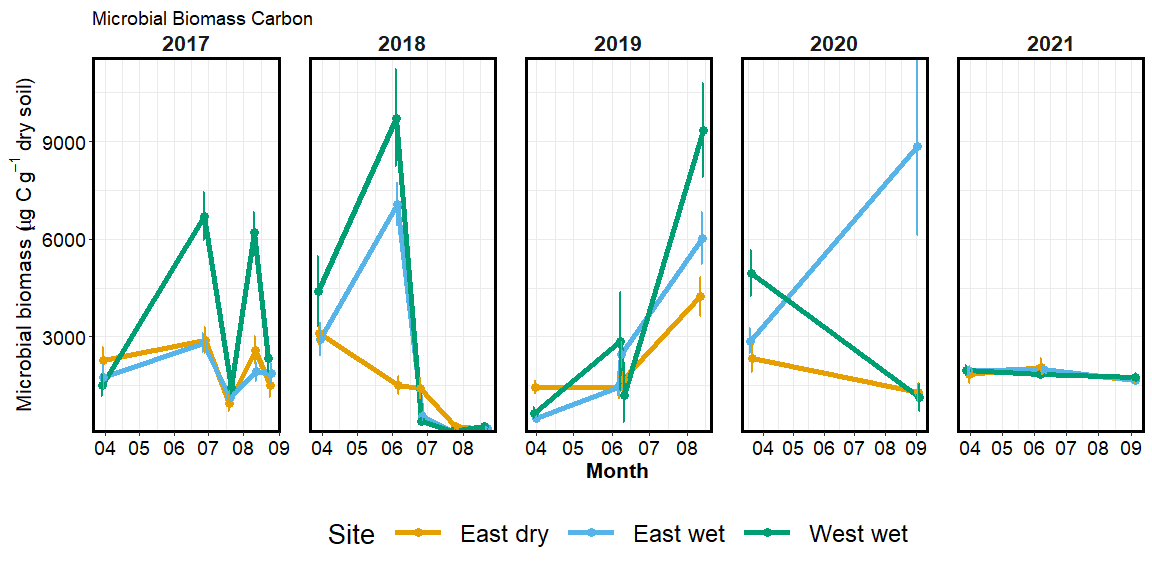 Microbial Biomass Carbon
2017 2018 2019 2020 2021
Microbial biomass (µg C g⁻¹ dry soil)
9000
6000
3000
04 05 06 07 08 09 04 05 06 07 08 04 05 06 07 08 04 05 06 07 08 09 04 05 06 07 08 09
Month
Site East dry East wet West wet